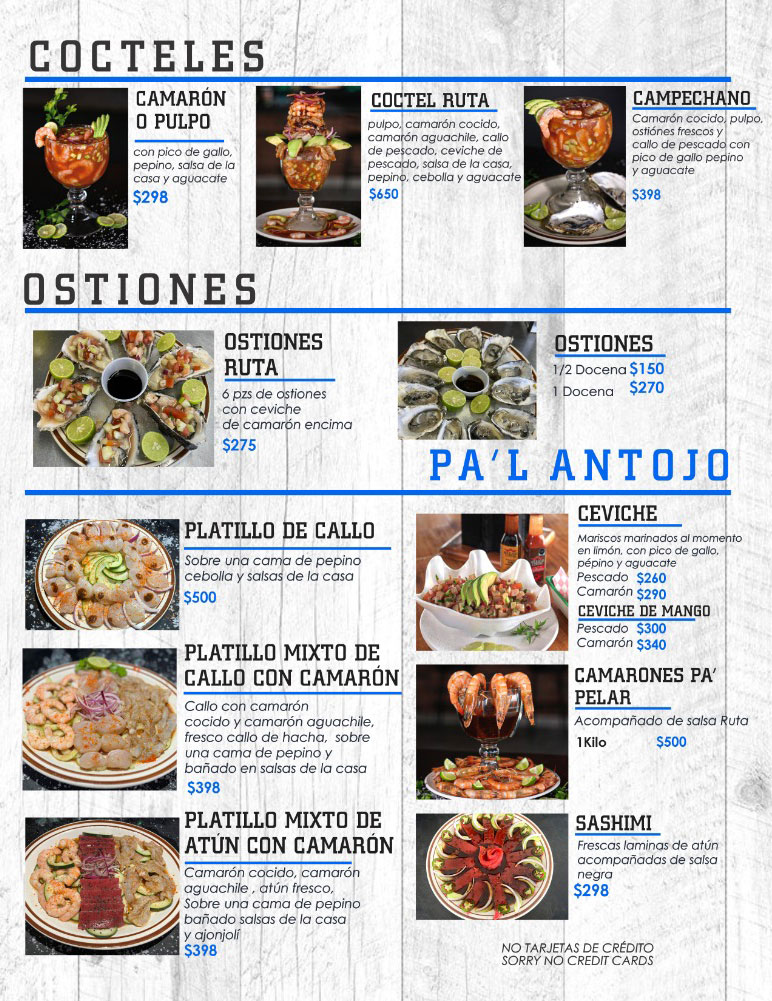 COCTELES
CAMARÓN
O PULPO
con pico de gallo,
pepino, salsa de la
casa y aguacate
$298
COCTEL RUTA
pulpo, camarón cocido,
camarón aguachile, callo
de pescado, ceviche de
pescado, salsa de la casa,
pepino, cebolla y aguacate
$650
CAMPECHANO
Camarón cocido, pulpo,
ostiónes frescos y
callo de pescado con
pico de gallo pepino
y aguacate
$398
OSTIONES
OSTIONES
RUTA
6 pzs de ostiones
con ceviche
de camarón encima
$275
OSTIONES
1/2 Docena $150
1 Docena $270
PA'L ANTOJO
PLATILLO DE CALLO
Sobre una cama de pepino
cebolla y salsas de la casa
$500
PLATILLO MIXTO DE
CALLO CON CAMARÓN
Callo con camarón
cocido y camarón aguachile,
fresco callo de hacha, sobre
una cama de pepino y
bañado en salsas de la casa
$398
PLATILLO MIXTO DE
ATÚN CON CAMARÓN
Camarón cocido, camarón
aguachile , atún fresco,
Sobre una cama de pepino
bañado salsas de la casa
y ajonjolí
$398
CEVICHE
Mariscos marinados al momento
en limón, con pico de gallo,
pépino y aguacate
Pescado $260
Camarón $290
CEVICHE DE MANGO
Pescado $300
Camarón $340
CAMARONES PA'
PELAR
Acompañado de salsa Ruta
1Kilo $500
SASHIMI
Frescas laminas de atún
acompañadas de salsa
negra
$298
NO TARJETAS DE CRÉDITO
SORRY NO CREDIT CARDS